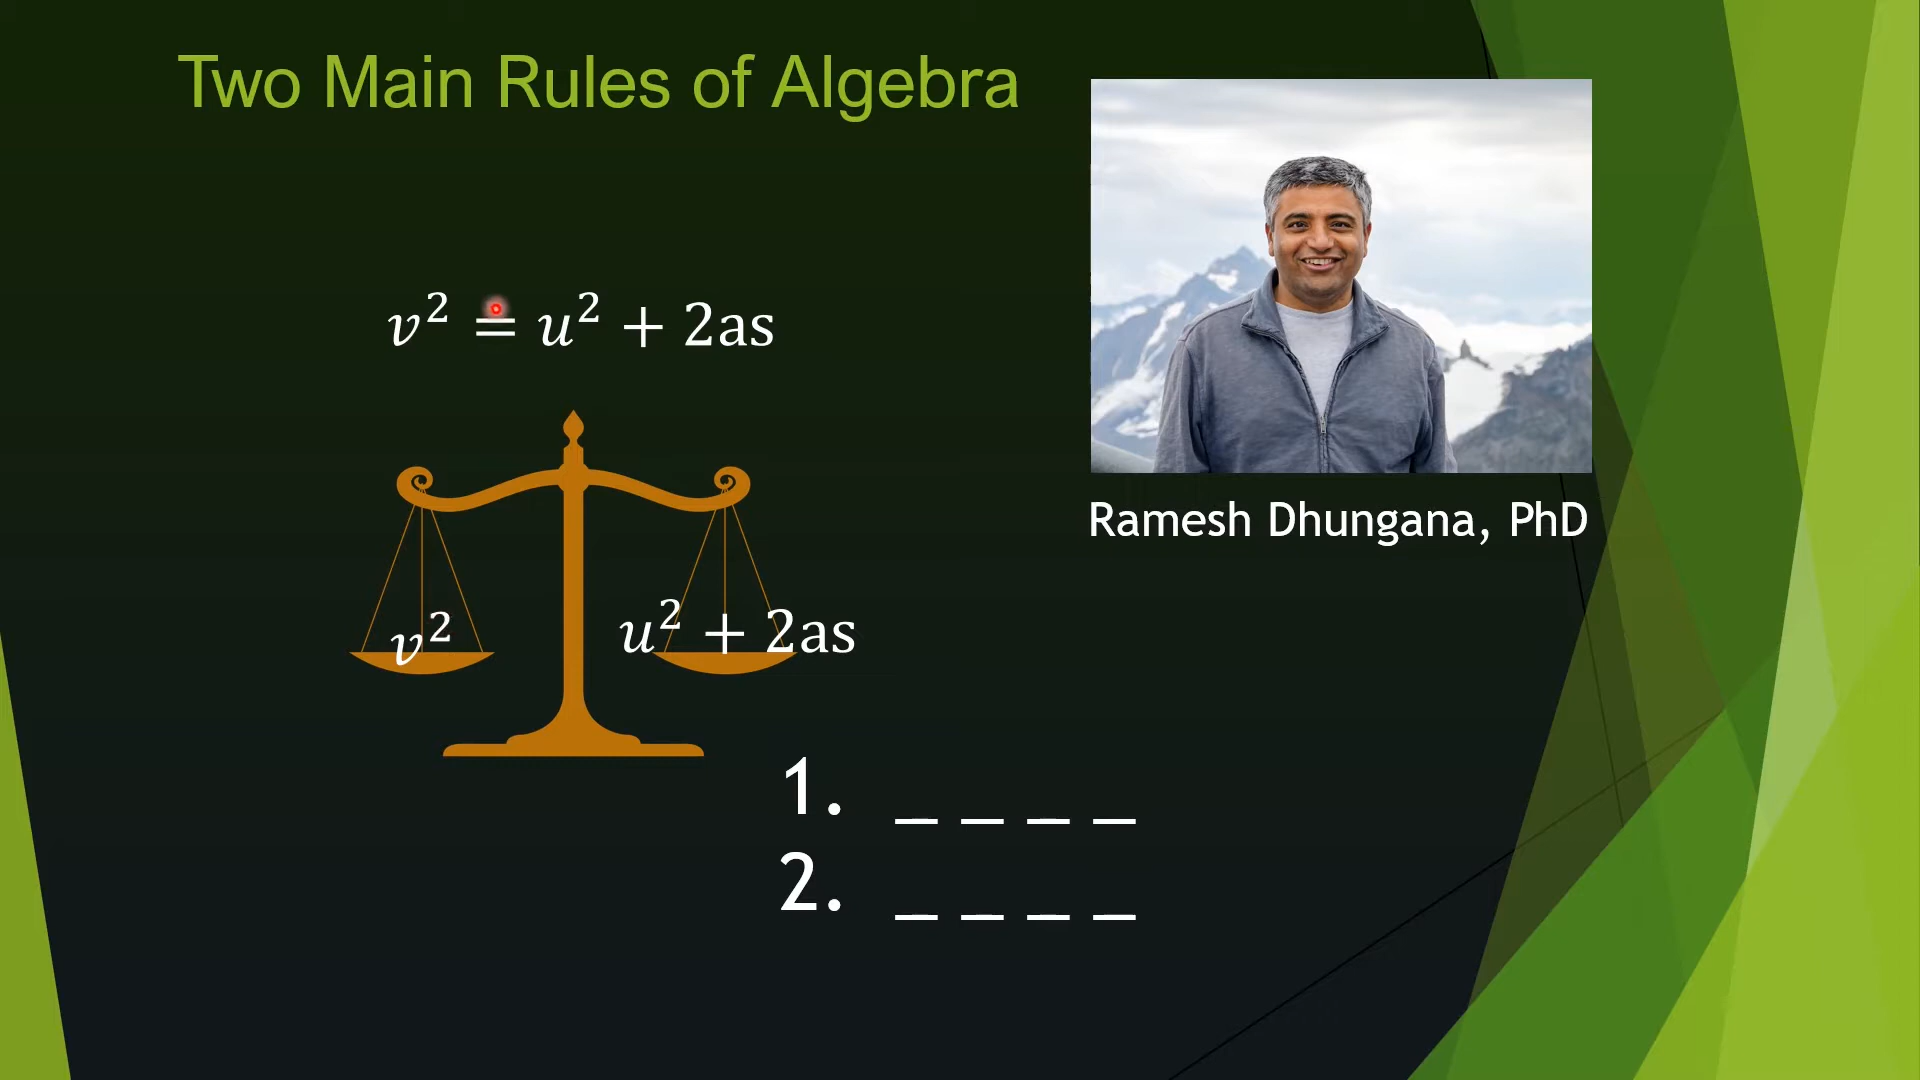 Two Main Rules of Algebra
v² = u² + 2as
Ramesh Dhungana, PhD
v² u² + 2as
1. _ _ _ _
2. _ _ _ _